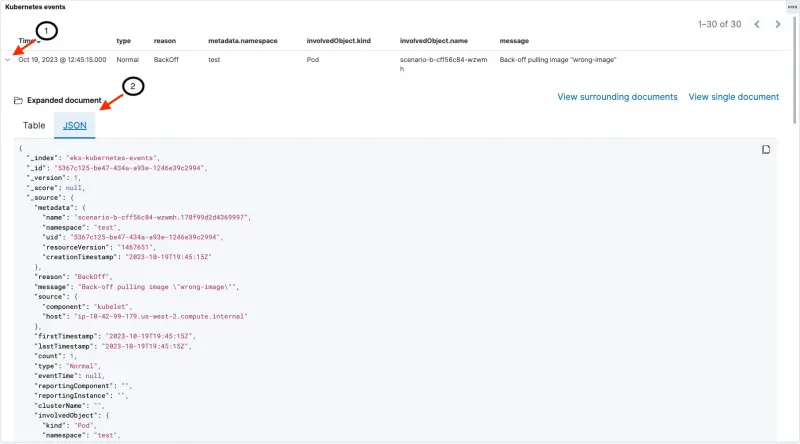 Kubernetes events
1
1–30 of 30
Time type reason metadata.namespace involvedObject.kind involvedObject.name message
Oct 19, 2023 @ 12:45:15.000 Normal BackOff test Pod scenario-b-cff56c84-wzwm Back-off pulling image "wrong-image"
h
2
Expanded document
View surrounding documents View single document
Table JSON
{
"_index": "eks-kubernetes-events",
"_id": "5367c125-be47-434a-a93e-1246e39c2994",
"_version": 1,
"_score": null,
"_source": {
"metadata": {
"name": "scenario-b-cff56c84-wzwmh.178f99d2d4369997",
"namespace": "test",
"uid": "5367c125-be47-434a-a93e-1246e39c2994",
"resourceVersion": "1467651",
"creationTimestamp": "2023-10-19T19:45:15Z"
},
"reason": "BackOff",
"message": "Back-off pulling image \"wrong-image\"",
"source": {
"component": "kubelet",
"host": "ip-10-42-99-179.us-west-2.compute.internal"
},
"firstTimestamp": "2023-10-19T19:45:15Z",
"lastTimestamp": "2023-10-19T19:45:15Z",
"count": 1,
"type": "Normal",
"eventTime": null,
"reportingComponent": "",
"reportingInstance": "",
"clusterName": "",
"involvedObject": {
"kind": "Pod",
"namespace": "test",